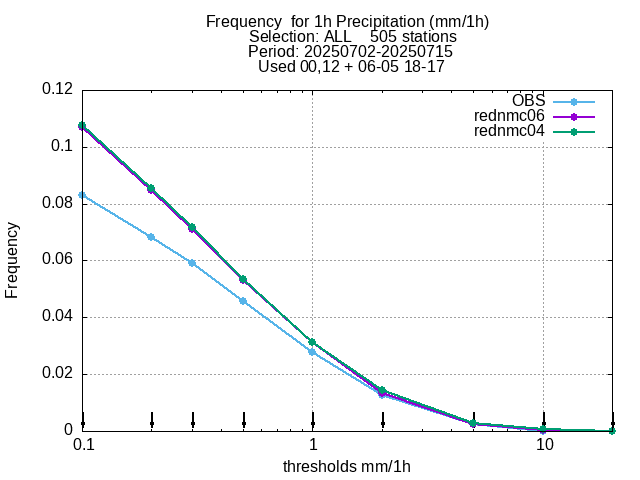 Frequency  for 1h Precipitation (mm/1h)
Selection: ALL    505 stations
Period: 20250702-20250715
Used 00,12 + 06-05 18-17
OBS
rednmc06
rednmc04
0.12
0.1
0.08
0.06
0.04
0.02
0
Frequency
0.1
1
10
thresholds mm/1h